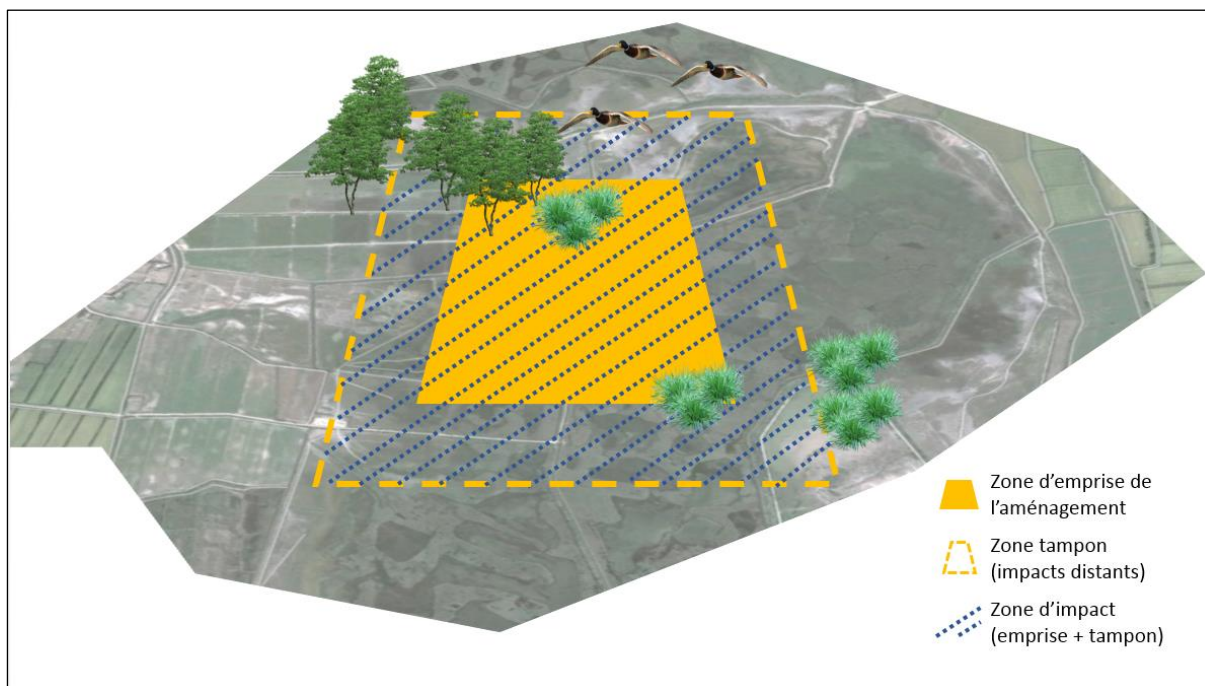 Zone d'emprise de
l'aménagement
Zone tampon
(impacts distants)
Zone d'impact
(emprise + tampon)